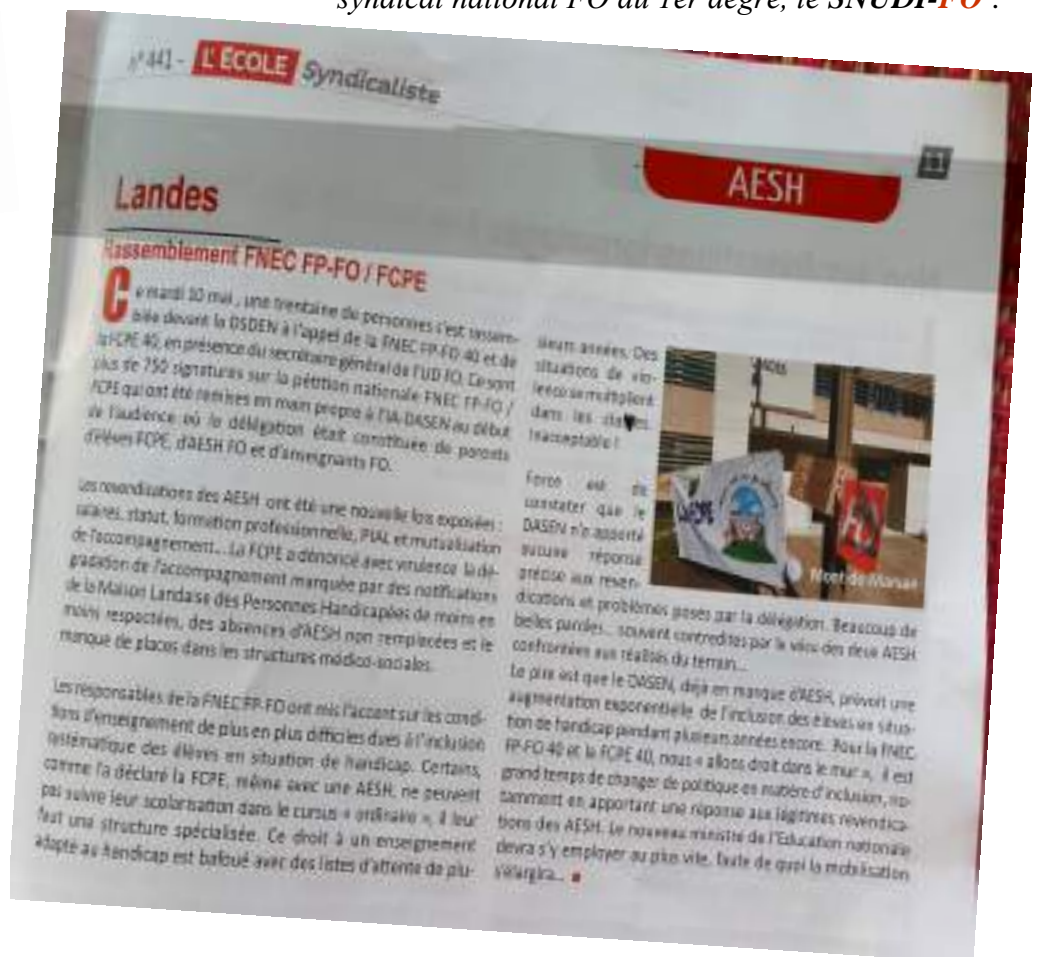 syndicat national FO du 1er degré, le SNUDI-FO :
n° 441 - L'ECOLE Syndicaliste
11
AESH
Landes
Rassemblement FNEC FP-FO / FCPE
Ce mardi 10 mai, une trentaine de personnes s'est rassem-
blée devant la DSDEN à l'appel de la FNEC FP-FO 40 et de
la FCPE 40, en présence du secrétaire général de l'UD FO. Ce sont
plus de 750 signatures sur la pétition nationale FNEC FP-FO /
FCPE qui ont été remises en main propre à l'IA-DASEN au début
de l'audience où la délégation était constituée de parents
d'élèves FCPE, d'AESH FO et d'enseignants FO.
Les revendications des AESH ont été une nouvelle fois exposées :
salaires, statut, formation professionnelle, PIAL et mutualisation
de l'accompagnement... La FCPE a dénoncé avec virulence la dé-
gradation de l'accompagnement marquée par des notifications
de la Maison Landaise des Personnes Handicapées de moins en
moins respectées, des absences d'AESH non remplacées et le
manque de places dans les structures médico-sociales.
Les responsables de la FNEC FP-FO ont mis l'accent sur les condi-
tions d'enseignement de plus en plus difficiles dues à l'inclusion
systématique des élèves en situation de handicap. Certains,
comme l'a déclaré la FCPE, même avec une AESH, ne peuvent
pas suivre leur scolarisation dans le cursus « ordinaire », il leur
faut une structure spécialisée. Ce droit à un enseignement
adapté au handicap est bafoué avec des listes d'attente de plu-
sieurs années. Des
situations de vio-
lence se multiplient
dans les classes.
Inacceptable !
Force est de
constater que le
DASEN n'a apporté
aucune réponse
précise aux reven-
dications et problèmes posés par la délégation. Beaucoup de
belles paroles... souvent contredites par le vécu des deux AESH
confrontées aux réalités du terrain...
Le pire est que le DASEN, déjà en manque d'AESH, prévoit une
augmentation exponentielle de l'inclusion des élèves en situa-
tion de handicap pendant plusieurs années encore. Pour la FNEC
FP-FO 40 et la FCPE 40, nous « allons droit dans le mur », il est
grand temps de changer de politique en matière d'inclusion, no-
tamment en apportant une réponse aux légitimes revendica-
tions des AESH. Le nouveau ministre de l'Education nationale
devra s'y employer au plus vite, faute de quoi la mobilisation
s'élargira...
FCPE
FO
Mont de Marsan